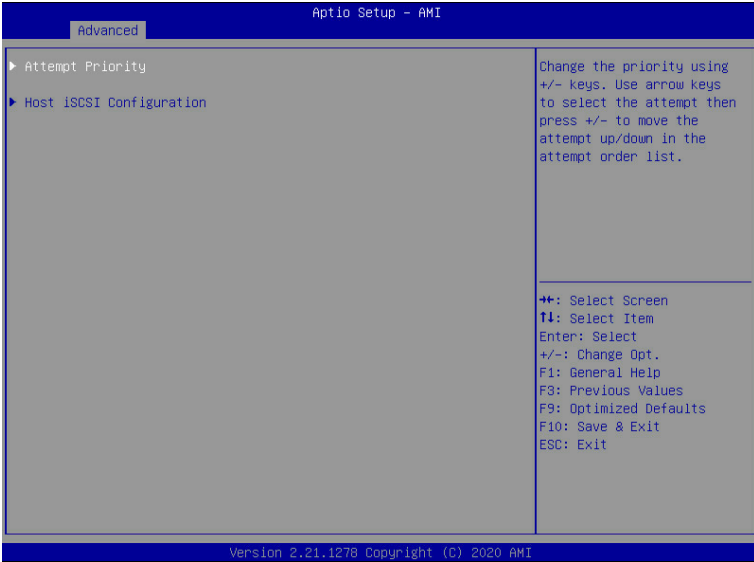 Aptio Setup – AMI
Advanced
▶ Attempt Priority
▶ Host iSCSI Configuration
Change the priority using
+/- keys. Use arrow keys
to select the attempt then
press +/- to move the
attempt up/down in the
attempt order list.
→←: Select Screen
↑↓: Select Item
Enter: Select
+/-: Change Opt.
F1: General Help
F3: Previous Values
F9: Optimized Defaults
F10: Save & Exit
ESC: Exit
Version 2.21.1278 Copyright (C) 2020 AMI